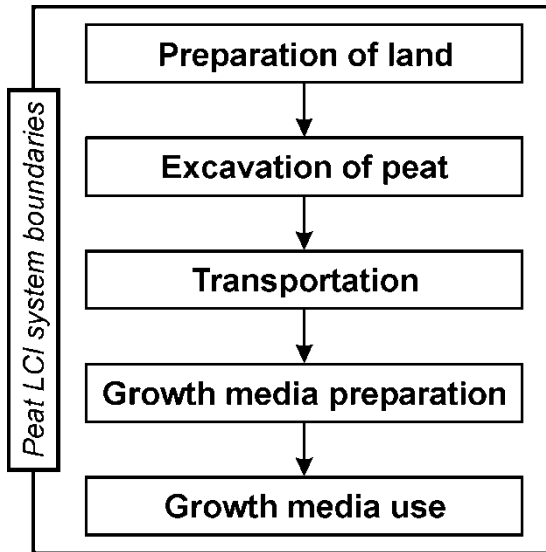 Peat LCI system boundaries
Preparation of land
Excavation of peat
Transportation
Growth media preparation
Growth media use